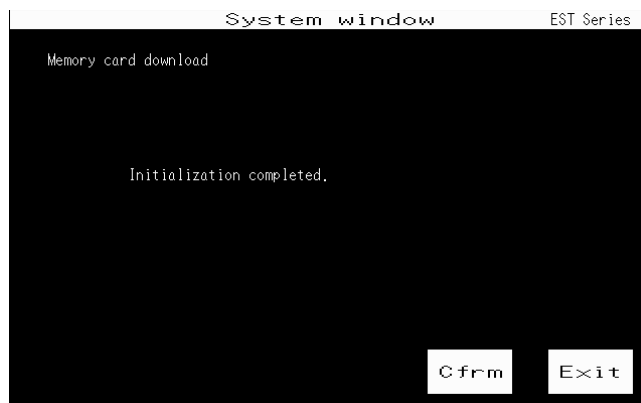 System window EST Series
Memory card download
Initialization completed.
Cfrm Exit